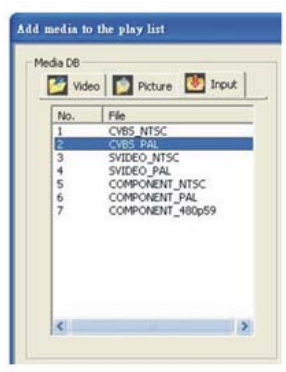 Add media to the play list
Media DB
Video Picture Input
No. File
1 CVBS_NTSC
2 CVBS_PAL
3 SVIDEO_NTSC
4 SVIDEO_PAL
5 COMPONENT_NTSC
6 COMPONENT_PAL
7 COMPONENT_480p59